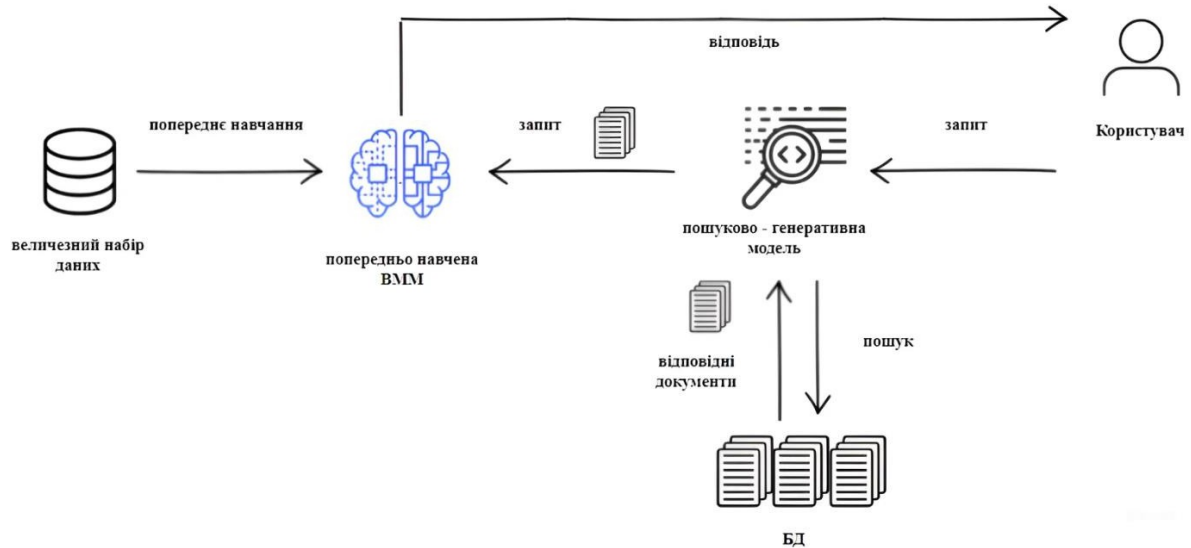 відповідь
попереднє навчання
запит
запит
Користувач
величезний набір
даних
попередньо навчена
ВММ
пошуково - генеративна
модель
відповідні
документи
пошук
БД